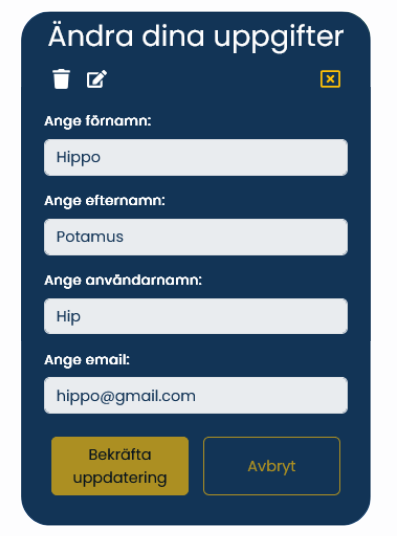 Ändra dina uppgifter
Ange förnamn:
Hippo
Ange efternamn:
Potamus
Ange användarnamn:
Hip
Ange email:
hippo@gmail.com
Bekräfta
uppdatering
Avbryt